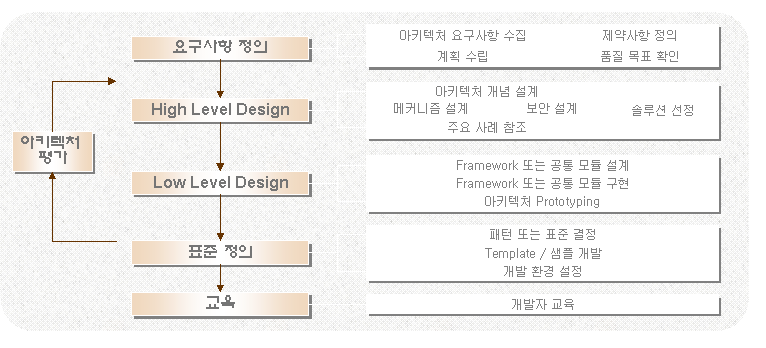 요구사항 정의
아키텍처 요구사항 수집 제약사항 정의
계획 수립 품질 목표 확인
High Level Design
아키텍처 개념 설계
메커니즘 설계 보안 설계 솔루션 선정
주요 사례 참조
아키텍처
평가
Low Level Design
Framework 또는 공통 모듈 설계
Framework 또는 공통 모듈 구현
아키텍처 Prototyping
표준 정의
패턴 또는 표준 결정
Template / 샘플 개발
개발 환경 설정
교육
개발자 교육